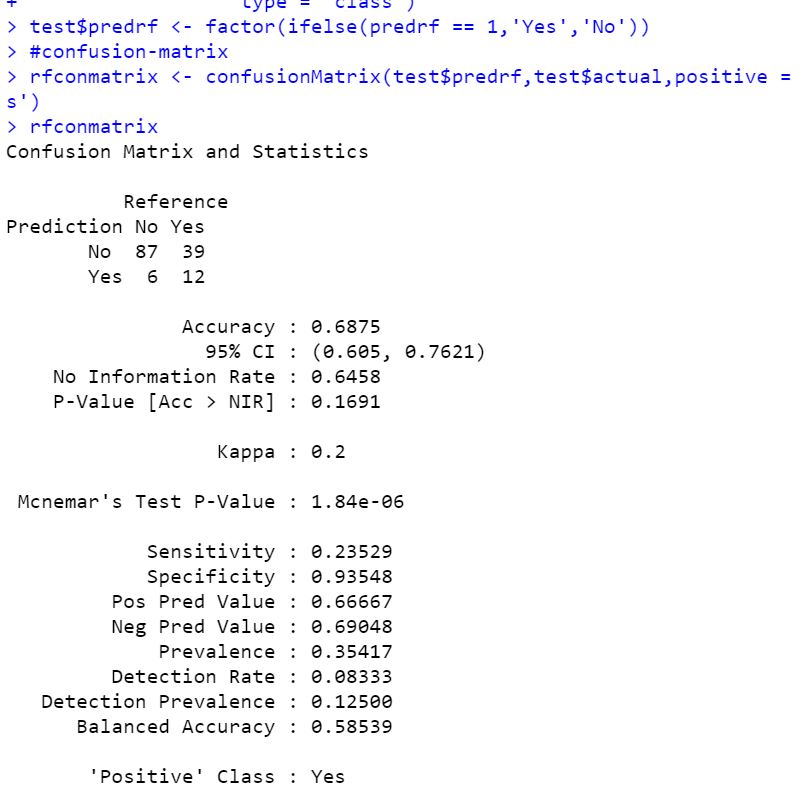 +                   type = 'class')
> test$predrf <- factor(ifelse(predrf == 1,'Yes','No'))
> #confusion-matrix
> rfconmatrix <- confusionMatrix(test$predrf,test$actual,positive =
s')
> rfconmatrix
Confusion Matrix and Statistics

          Reference
Prediction No Yes
       No  87  39
       Yes  6  12

               Accuracy : 0.6875
                 95% CI : (0.605, 0.7621)
    No Information Rate : 0.6458
    P-Value [Acc > NIR] : 0.1691

                  Kappa : 0.2

 Mcnemar's Test P-Value : 1.84e-06

            Sensitivity : 0.23529
            Specificity : 0.93548
         Pos Pred Value : 0.66667
         Neg Pred Value : 0.69048
             Prevalence : 0.35417
         Detection Rate : 0.08333
   Detection Prevalence : 0.12500
      Balanced Accuracy : 0.58539

       'Positive' Class : Yes